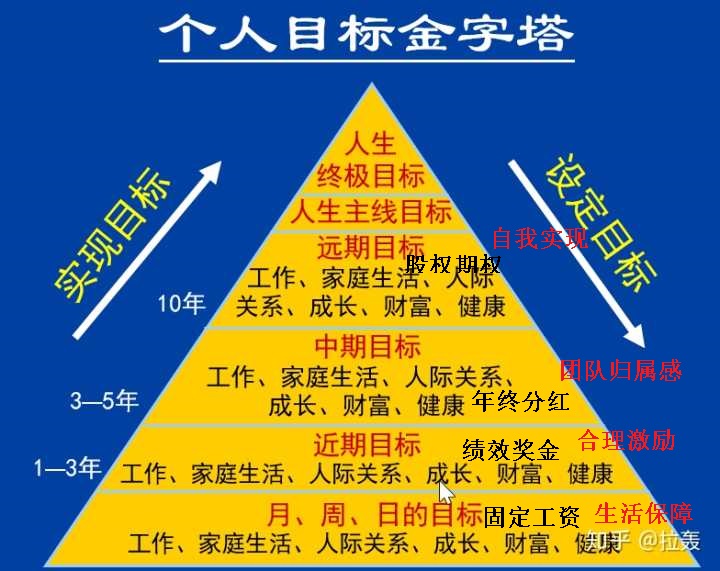 个人目标金字塔
实现目标
设定目标
人生
终极目标
人生主线目标
自我实现
远期目标
股权期权
工作、家庭生活、人际
关系、成长、财富、健康
10年
中期目标
团队归属感
工作、家庭生活、人际关系、
成长、财富、健康
年终分红
3—5年
近期目标
绩效奖金
合理激励
1—3年
工作、家庭生活、人际关系、成长、财富、健康
月、周、日的目标
固定工资
生活保障
工作、家庭生活、人际关系、成长、财富、健康
知乎 @拉轰